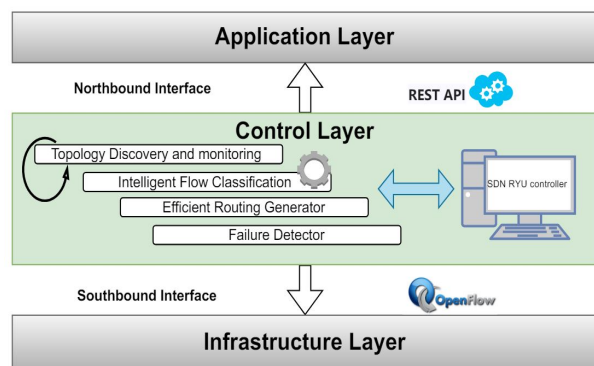 Application Layer
Northbound Interface
REST API
Control Layer
Topology Discovery and monitoring
Intelligent Flow Classification
Efficient Routing Generator
Failure Detector
SDN RYU controller
Southbound Interface
OpenFlow
Infrastructure Layer